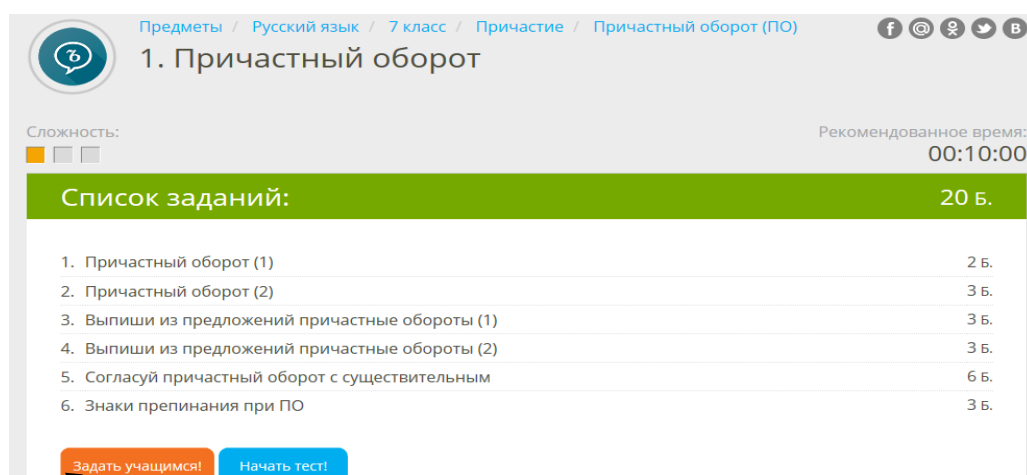 Предметы / Русский язык / 7 класс / Причастие / Причастный оборот (ПО)
1. Причастный оборот
Сложность:
Рекомендованное время:
00:10:00
Список заданий: 20 Б.
1. Причастный оборот (1) 2 Б.
2. Причастный оборот (2) 3 Б.
3. Выпиши из предложений причастные обороты (1) 3 Б.
4. Выпиши из предложений причастные обороты (2) 3 Б.
5. Согласуй причастный оборот с существительным 6 Б.
6. Знаки препинания при ПО 3 Б.
Задать учащимся! Начать тест!